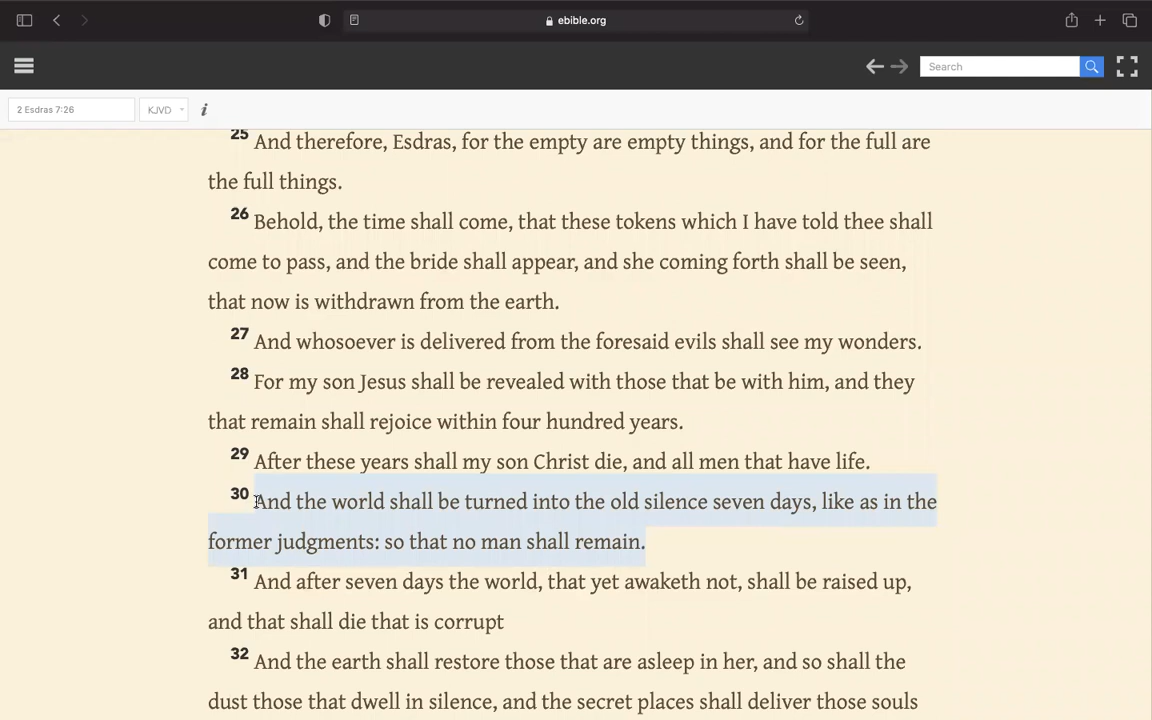 ebible.org
Search
2 Esdras 7:26
KJVD
i
25 And therefore, Esdras, for the empty are empty things, and for the full are
the full things.
26 Behold, the time shall come, that these tokens which I have told thee shall
come to pass, and the bride shall appear, and she coming forth shall be seen,
that now is withdrawn from the earth.
27 And whosoever is delivered from the foresaid evils shall see my wonders.
28 For my son Jesus shall be revealed with those that be with him, and they
that remain shall rejoice within four hundred years.
29 After these years shall my son Christ die, and all men that have life.
30 And the world shall be turned into the old silence seven days, like as in the
former judgments: so that no man shall remain.
31 And after seven days the world, that yet awaketh not, shall be raised up,
and that shall die that is corrupt
32 And the earth shall restore those that are asleep in her, and so shall the
dust those that dwell in silence, and the secret places shall deliver those souls